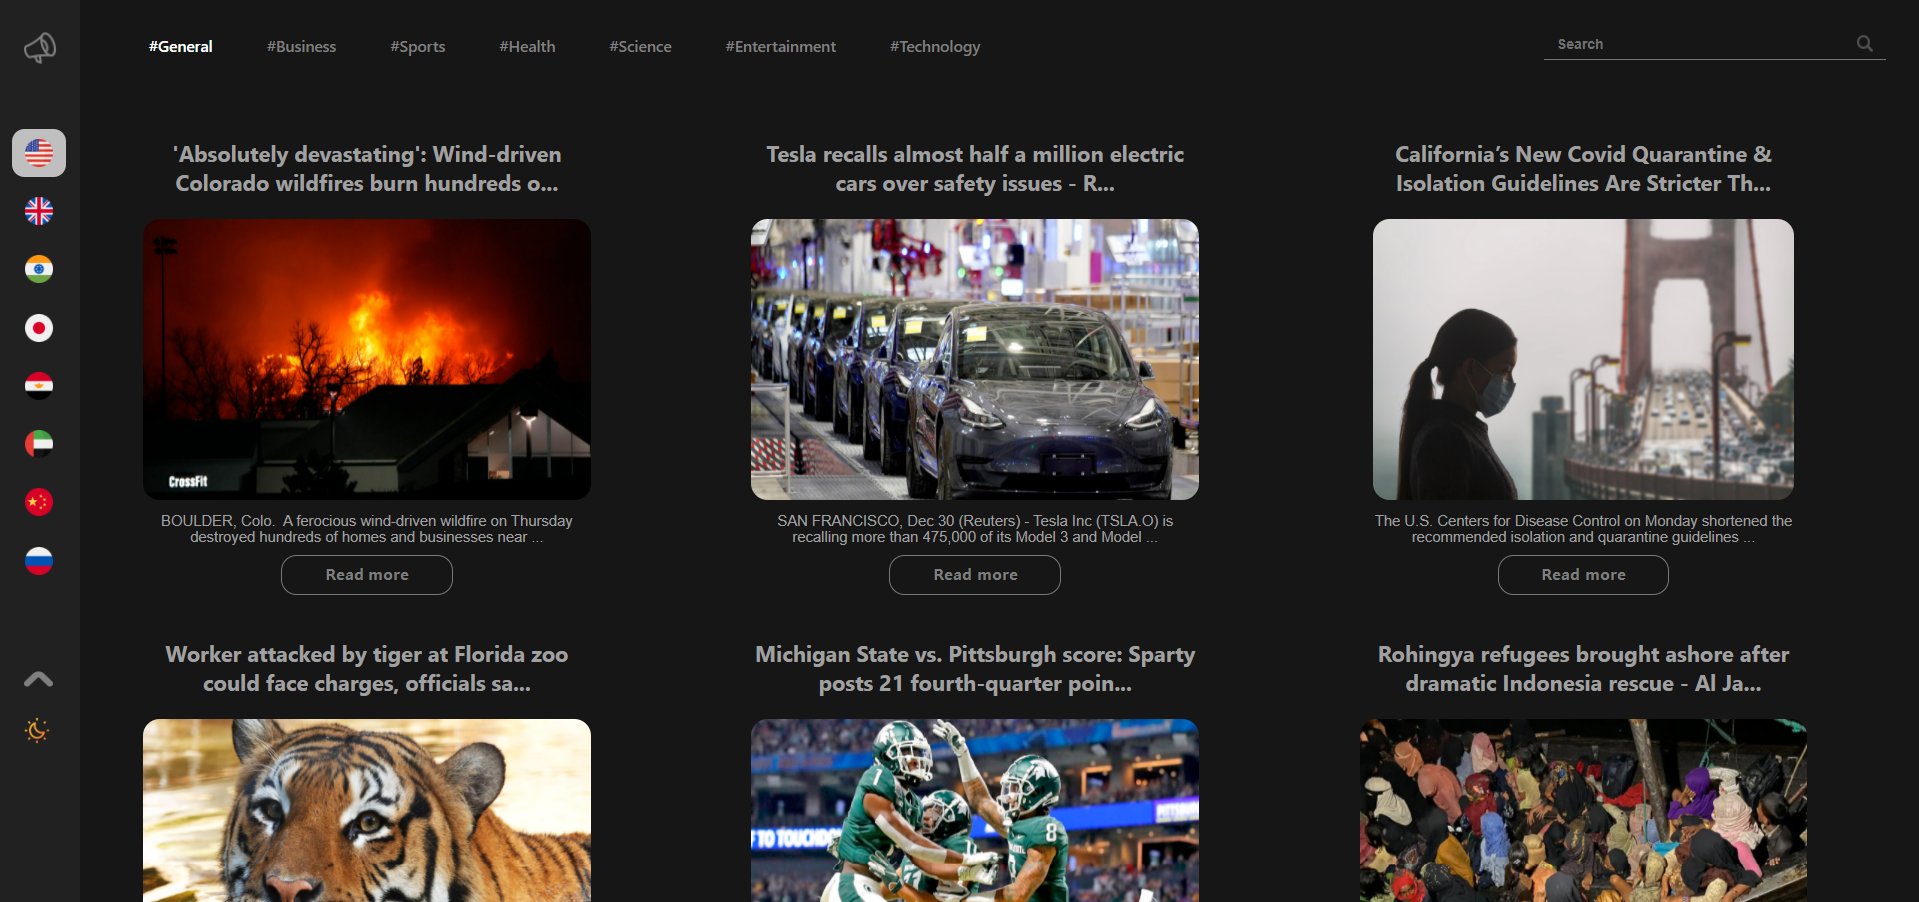 #General #Business #Sports #Health #Science #Entertainment #Technology
Search
'Absolutely devastating': Wind-driven
Colorado wildfires burn hundreds o...
CrossFit
BOULDER, Colo.  A ferocious wind-driven wildfire on Thursday
destroyed hundreds of homes and businesses near ...
Read more
Tesla recalls almost half a million electric
cars over safety issues - R...
SAN FRANCISCO, Dec 30 (Reuters) - Tesla Inc (TSLA.O) is
recalling more than 475,000 of its Model 3 and Model ...
Read more
California’s New Covid Quarantine &
Isolation Guidelines Are Stricter Th...
The U.S. Centers for Disease Control on Monday shortened the
recommended isolation and quarantine guidelines ...
Read more
Worker attacked by tiger at Florida zoo
could face charges, officials sa...
Michigan State vs. Pittsburgh score: Sparty
posts 21 fourth-quarter poin...
1
8
TO TOUCHDO
Rohingya refugees brought ashore after
dramatic Indonesia rescue - Al Ja...